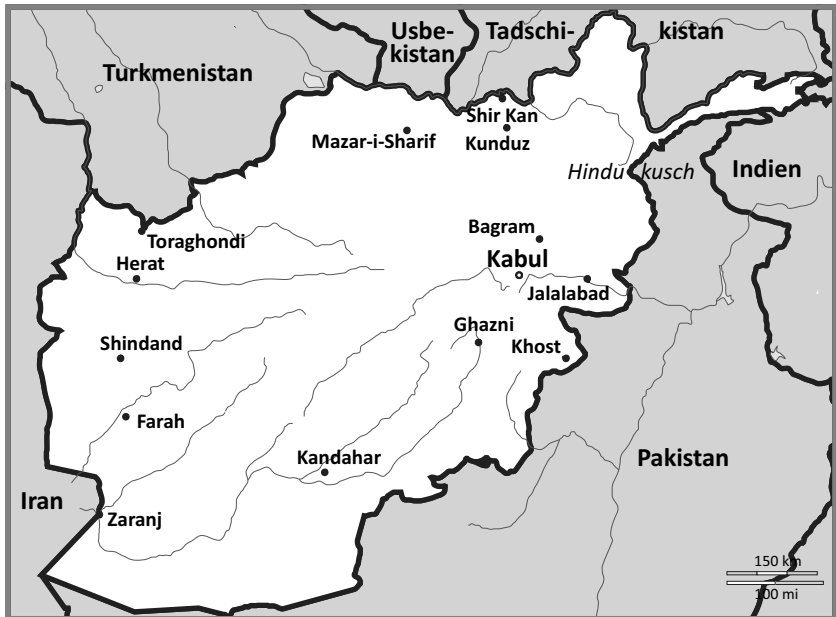 Usbe-
kistan
Tadschi-
kistan
Turkmenistan
Shir Kan
Mazar-i-Sharif
Kunduz
Hindu kusch
Indien
Bagram
Toraghondi
Kabul
Herat
Jalalabad
Ghazni
Shindand
Khost
Farah
Kandahar
Pakistan
Iran
Zaranj
150 km
100 mi